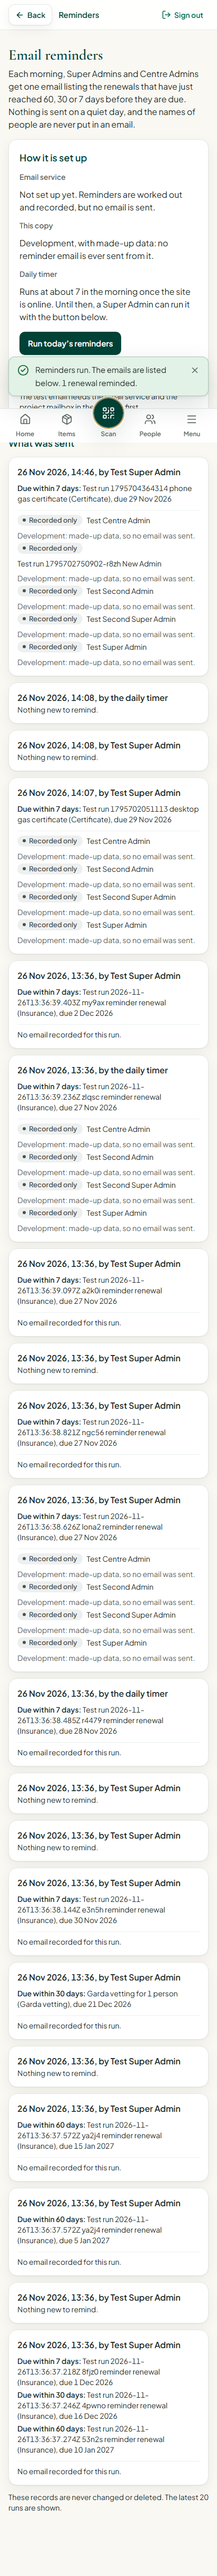 Back
Reminders
Sign out
Email reminders
Each morning, Super Admins and Centre Admins
get one email listing the renewals that have just
reached 60, 30 or 7 days before they are due.
Nothing is sent on a quiet day, and the names of
people are never put in an email.
How it is set up
Email service
Not set up yet. Reminders are worked out
and recorded, but no email is sent.
This copy
Development, with made-up data: no
reminder email is ever sent from it.
Daily timer
Runs at about 7 in the morning once the site
is online. Until then, a Super Admin can run it
with the button below.
Run today's reminders
Reminders run. The emails are listed
below. 1 renewal reminded.
Home
Items
Scan
People
Menu
What was sent
26 Nov 2026, 14:46, by Test Super Admin
Due within 7 days: Test run 1795704364314 phone
gas certificate (Certificate), due 29 Nov 2026
Recorded only Test Centre Admin
Development: made-up data, so no email was sent.
Recorded only
Test run 1795702750902-r8zh New Admin
Development: made-up data, so no email was sent.
Recorded only Test Second Admin
Development: made-up data, so no email was sent.
Recorded only Test Second Super Admin
Development: made-up data, so no email was sent.
Recorded only Test Super Admin
Development: made-up data, so no email was sent.
26 Nov 2026, 14:08, by the daily timer
Nothing new to remind.
26 Nov 2026, 14:08, by Test Super Admin
Nothing new to remind.
26 Nov 2026, 14:07, by Test Super Admin
Due within 7 days: Test run 1795702051113 desktop
gas certificate (Certificate), due 29 Nov 2026
Recorded only Test Centre Admin
Development: made-up data, so no email was sent.
Recorded only Test Second Admin
Development: made-up data, so no email was sent.
Recorded only Test Second Super Admin
Development: made-up data, so no email was sent.
Recorded only Test Super Admin
Development: made-up data, so no email was sent.
26 Nov 2026, 13:36, by Test Super Admin
Due within 7 days: Test run 2026-11-
26T13:36:39.403Z my9ax reminder renewal
(Insurance), due 2 Dec 2026
No email recorded for this run.
26 Nov 2026, 13:36, by the daily timer
Due within 7 days: Test run 2026-11-
26T13:36:39.236Z zlqsc reminder renewal
(Insurance), due 27 Nov 2026
Recorded only Test Centre Admin
Development: made-up data, so no email was sent.
Recorded only Test Second Admin
Development: made-up data, so no email was sent.
Recorded only Test Second Super Admin
Development: made-up data, so no email was sent.
Recorded only Test Super Admin
Development: made-up data, so no email was sent.
26 Nov 2026, 13:36, by Test Super Admin
Due within 7 days: Test run 2026-11-
26T13:36:39.097Z a2k0i reminder renewal
(Insurance), due 27 Nov 2026
No email recorded for this run.
26 Nov 2026, 13:36, by Test Super Admin
Nothing new to remind.
26 Nov 2026, 13:36, by Test Super Admin
Due within 7 days: Test run 2026-11-
26T13:36:38.821Z ngc56 reminder renewal
(Insurance), due 27 Nov 2026
No email recorded for this run.
26 Nov 2026, 13:36, by Test Super Admin
Due within 7 days: Test run 2026-11-
26T13:36:38.626Z lona2 reminder renewal
(Insurance), due 27 Nov 2026
Recorded only Test Centre Admin
Development: made-up data, so no email was sent.
Recorded only Test Second Admin
Development: made-up data, so no email was sent.
Recorded only Test Second Super Admin
Development: made-up data, so no email was sent.
Recorded only Test Super Admin
Development: made-up data, so no email was sent.
26 Nov 2026, 13:36, by the daily timer
Due within 7 days: Test run 2026-11-
26T13:36:38.485Z r4479 reminder renewal
(Insurance), due 28 Nov 2026
No email recorded for this run.
26 Nov 2026, 13:36, by Test Super Admin
Nothing new to remind.
26 Nov 2026, 13:36, by Test Super Admin
Nothing new to remind.
26 Nov 2026, 13:36, by Test Super Admin
Due within 7 days: Test run 2026-11-
26T13:36:38.144Z e3n5h reminder renewal
(Insurance), due 30 Nov 2026
No email recorded for this run.
26 Nov 2026, 13:36, by Test Super Admin
Due within 30 days: Garda vetting for 1 person
(Garda vetting), due 21 Dec 2026
No email recorded for this run.
26 Nov 2026, 13:36, by Test Super Admin
Nothing new to remind.
26 Nov 2026, 13:36, by Test Super Admin
Due within 60 days: Test run 2026-11-
26T13:36:37.572Z ya2j4 reminder renewal
(Insurance), due 15 Jan 2027
No email recorded for this run.
26 Nov 2026, 13:36, by Test Super Admin
Due within 60 days: Test run 2026-11-
26T13:36:37.572Z ya2j4 reminder renewal
(Insurance), due 5 Jan 2027
No email recorded for this run.
26 Nov 2026, 13:36, by Test Super Admin
Nothing new to remind.
26 Nov 2026, 13:36, by Test Super Admin
Due within 7 days: Test run 2026-11-
26T13:36:37.218Z 8fjz0 reminder renewal
(Insurance), due 1 Dec 2026
Due within 30 days: Test run 2026-11-
26T13:36:37.246Z 4pwno reminder renewal
(Insurance), due 16 Dec 2026
Due within 60 days: Test run 2026-11-
26T13:36:37.274Z 53n2s reminder renewal
(Insurance), due 10 Jan 2027
No email recorded for this run.
These records are never changed or deleted. The latest 20
runs are shown.